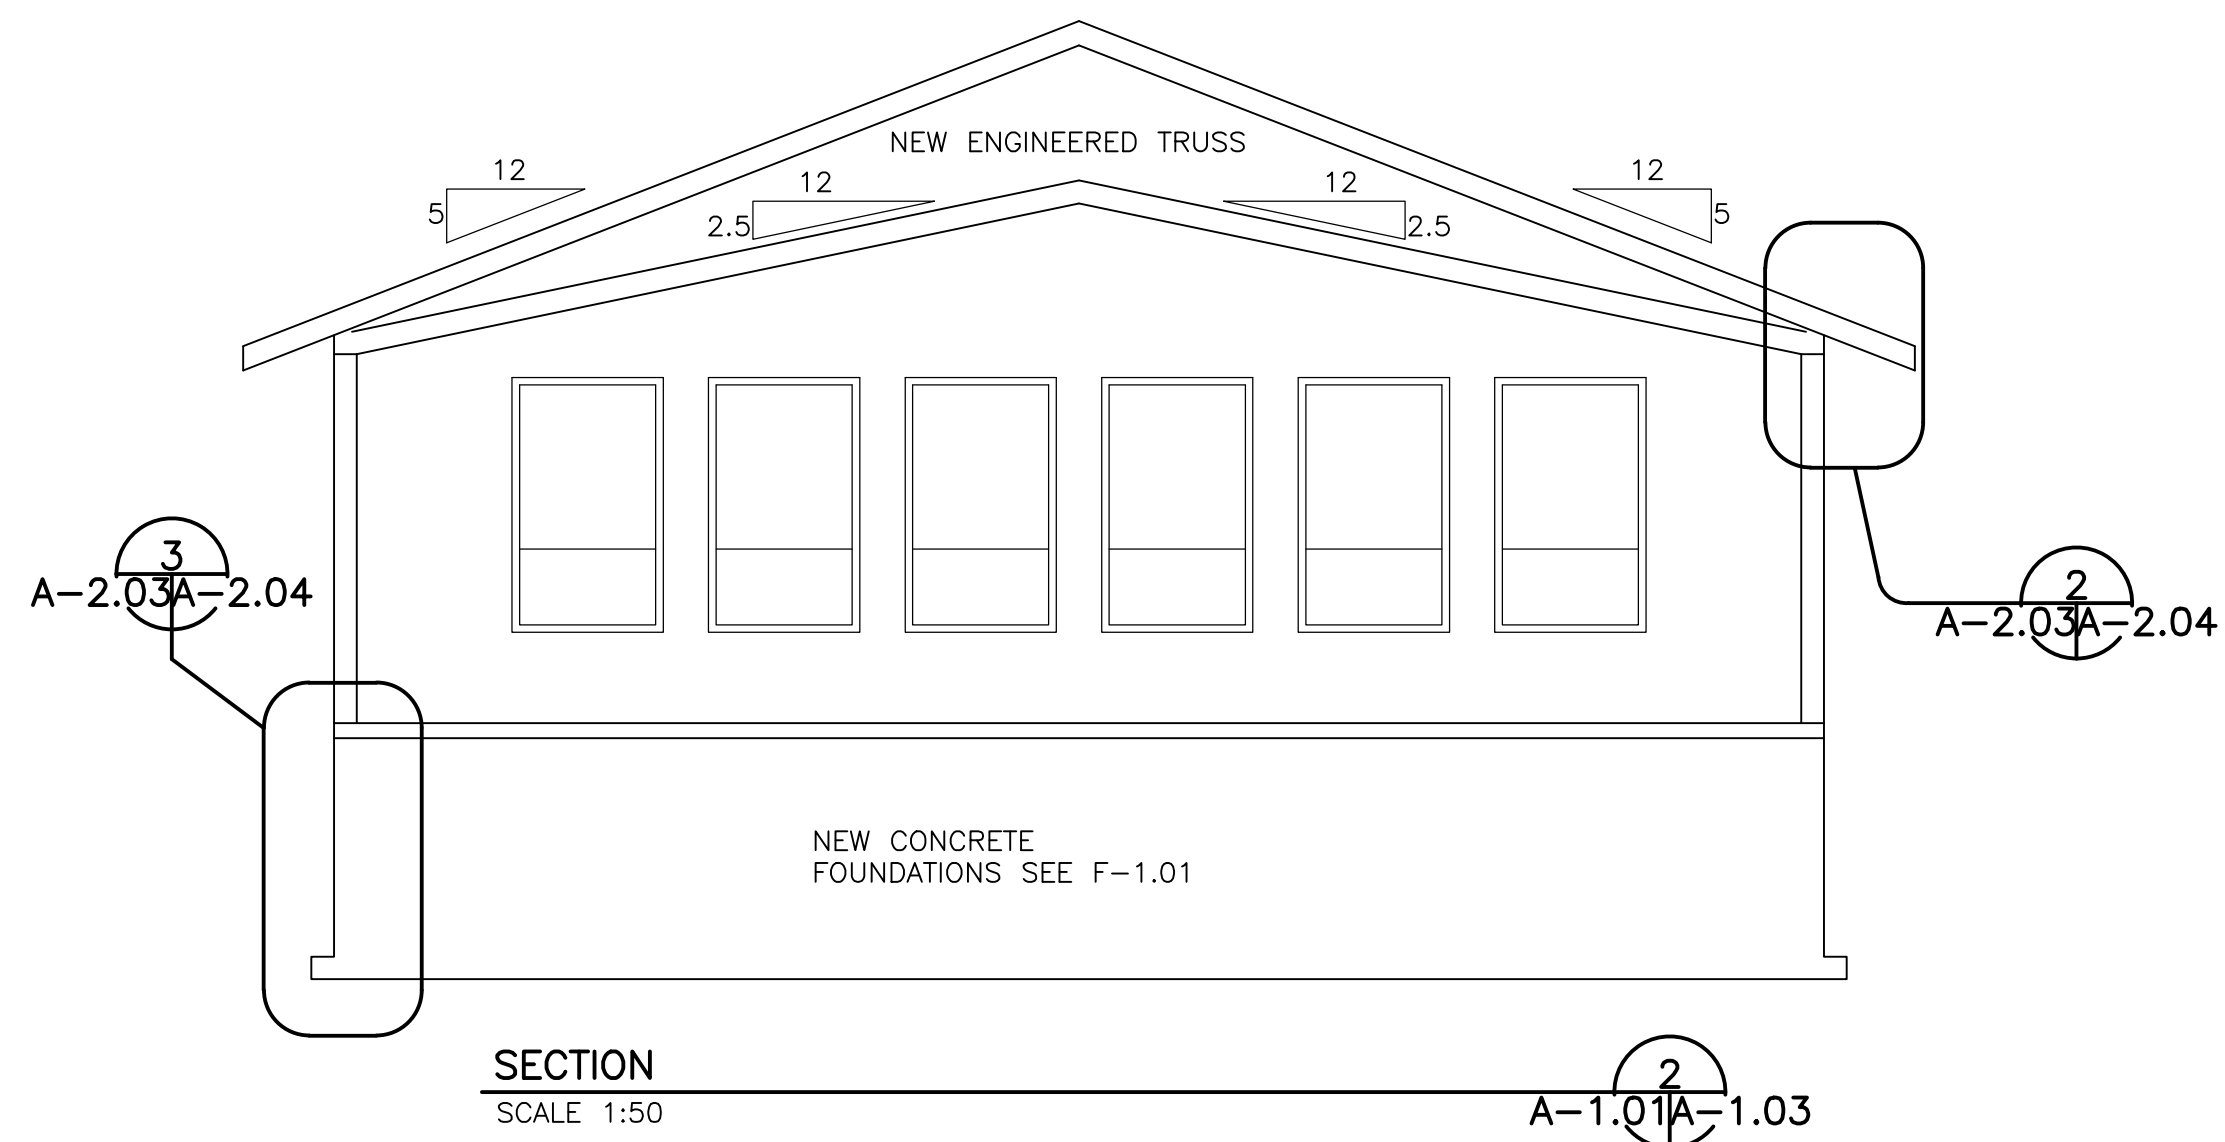 NEW ENGINEERED TRUSS
12
12
12
12
5
2.5
2.5
5
3
A-2.03 A-2.04
2
A-2.03 A-2.04
NEW CONCRETE
FOUNDATIONS SEE F-1.01
SECTION
SCALE 1:50
2
A-1.01 A-1.03